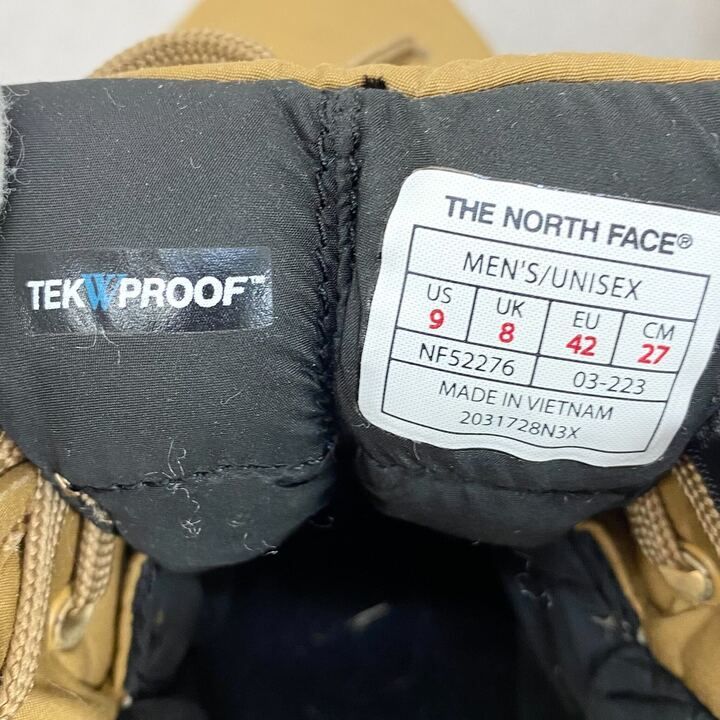 TEKWPROOF™
THE NORTH FACE®
MEN'S/UNISEX
US UK EU CM
9 8 42 27
NF52276 03-223
MADE IN VIETNAM
2031728N3X